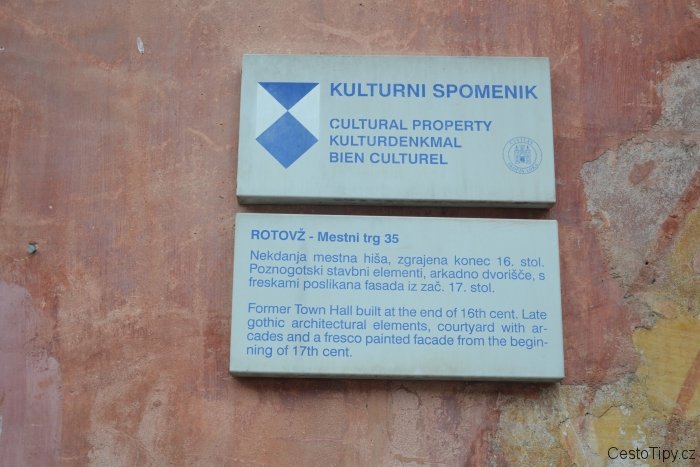 KULTURNI SPOMENIK
CULTURAL PROPERTY
KULTURDENKMAL
BIEN CULTUREL
ROTOVŽ - Mestni trg 35
Nekdanja mestna hiša, zgrajena konec 16. stol.
Poznogotski stavbni elementi, arkadno dvorišče, s
freskami poslikana fasada iz zač. 17. stol.
Former Town Hall built at the end of 16th cent. Late
gothic architectural elements, courtyard with ar-
cades and a fresco painted facade from the begin-
ning of 17th cent.
CestoTipy.cz